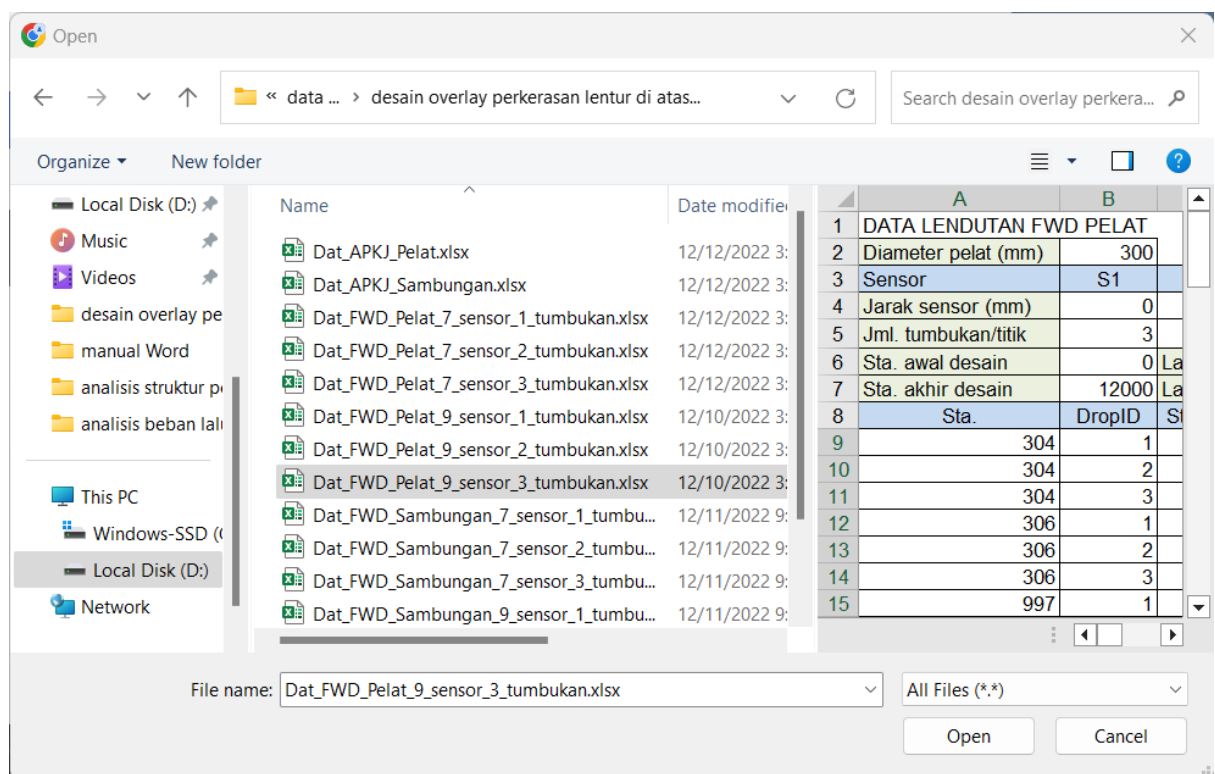 Open
« data ... > desain overlay perkerasan lentur di atas...
Search desain overlay perkera...
Organize
New folder
Local Disk (D:)
Music
Videos
desain overlay pe
manual Word
analisis struktur p
analisis beban lal
This PC
Windows-SSD (
Local Disk (D:)
Network
Name Date modifie
Dat_APKJ_Pelat.xlsx 12/12/2022 3:
Dat_APKJ_Sambungan.xlsx 12/12/2022 3:
Dat_FWD_Pelat_7_sensor_1_tumbukan.xlsx 12/12/2022 3:
Dat_FWD_Pelat_7_sensor_2_tumbukan.xlsx 12/12/2022 3:
Dat_FWD_Pelat_7_sensor_3_tumbukan.xlsx 12/12/2022 3:
Dat_FWD_Pelat_9_sensor_1_tumbukan.xlsx 12/10/2022 3:
Dat_FWD_Pelat_9_sensor_2_tumbukan.xlsx 12/10/2022 3:
Dat_FWD_Pelat_9_sensor_3_tumbukan.xlsx 12/10/2022 3:
Dat_FWD_Sambungan_7_sensor_1_tumbu... 12/11/2022 9:
Dat_FWD_Sambungan_7_sensor_2_tumbu... 12/11/2022 9:
Dat_FWD_Sambungan_7_sensor_3_tumbu... 12/11/2022 9:
Dat_FWD_Sambungan_9_sensor_1_tumbu... 12/11/2022 9:
A B
1 DATA LENDUTAN FWD PELAT
2 Diameter pelat (mm) 300
3 Sensor S1
4 Jarak sensor (mm) 0
5 Jml. tumbukan/titik 3
6 Sta. awal desain 0 La
7 Sta. akhir desain 12000 La
8 Sta. DropID St
9 304 1
10 304 2
11 304 3
12 306 1
13 306 2
14 306 3
15 997 1
File name: Dat_FWD_Pelat_9_sensor_3_tumbukan.xlsx
All Files (*.*)
Open
Cancel